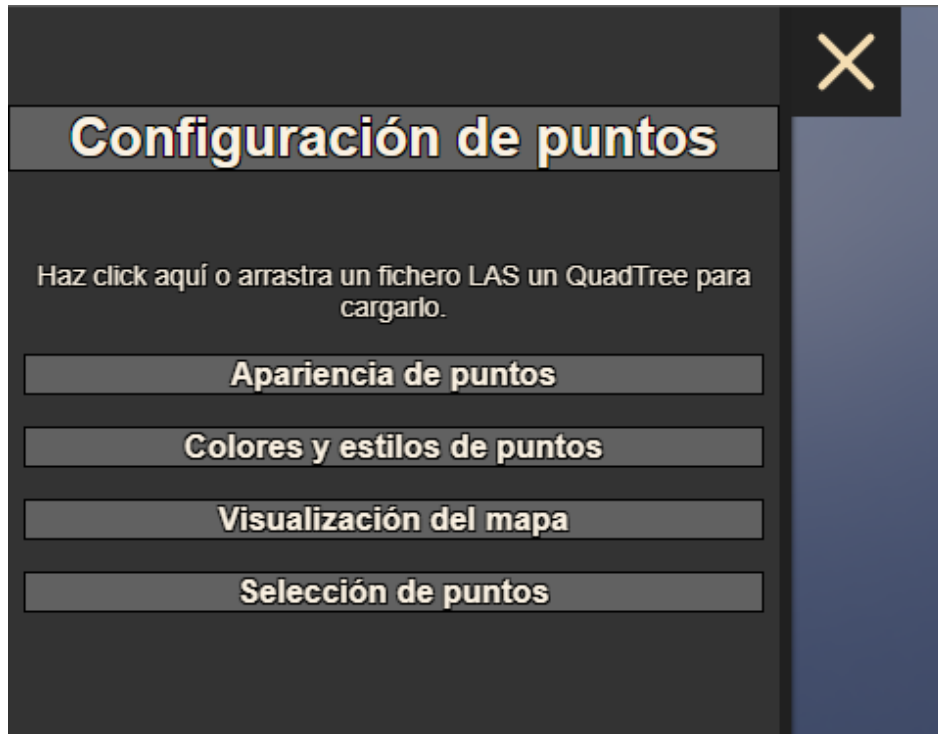 Configuración de puntos
Haz click aquí o arrastra un fichero LAS un QuadTree para
cargarlo.
Apariencia de puntos
Colores y estilos de puntos
Visualización del mapa
Selección de puntos